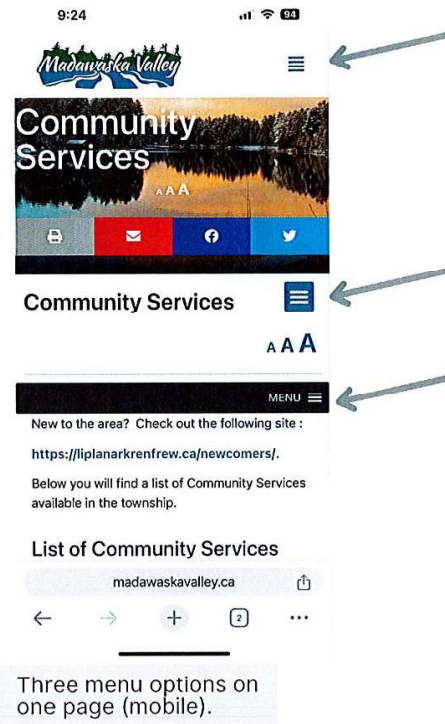 9:24 94
Madawaska Valley
Community
Services
A A A
Community Services
A A A
MENU
New to the area? Check out the following site :
https://liplanarkrenfrew.ca/newcomers/.
Below you will find a list of Community Services
available in the township.
List of Community Services
madawaskavalley.ca
2
Three menu options on
one page (mobile).